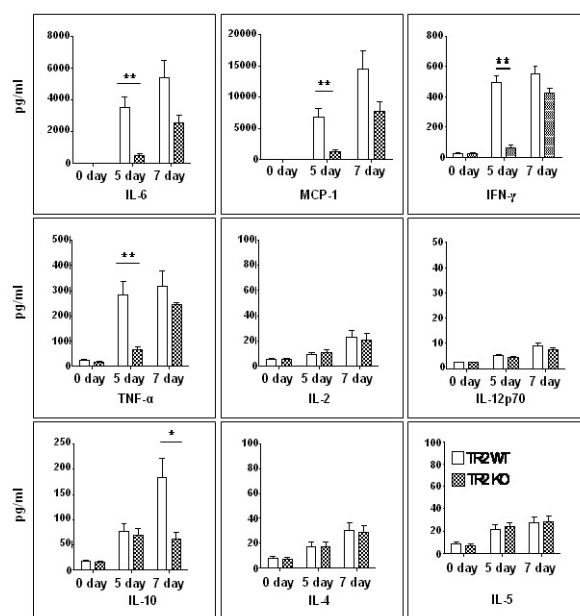 pg/ml
8000
6000
4000
2000
0
**
0 day 5 day 7 day
IL-6
20000
15000
10000
5000
0
**
0 day 5 day 7 day
MCP-1
800
600
400
200
0
**
0 day 5 day 7 day
IFN-γ
pg/ml
500
400
300
200
100
0
**
0 day 5 day 7 day
TNF-α
100
80
60
40
20
0
0 day 5 day 7 day
IL-2
50
40
30
20
10
0
0 day 5 day 7 day
IL-12p70
pg/ml
250
200
150
100
50
0
*
0 day 5 day 7 day
IL-10
100
80
60
40
20
0
0 day 5 day 7 day
IL-4
100
80
60
40
20
0
TR2 WT
TR2 KO
0 day 5 day 7 day
IL-5